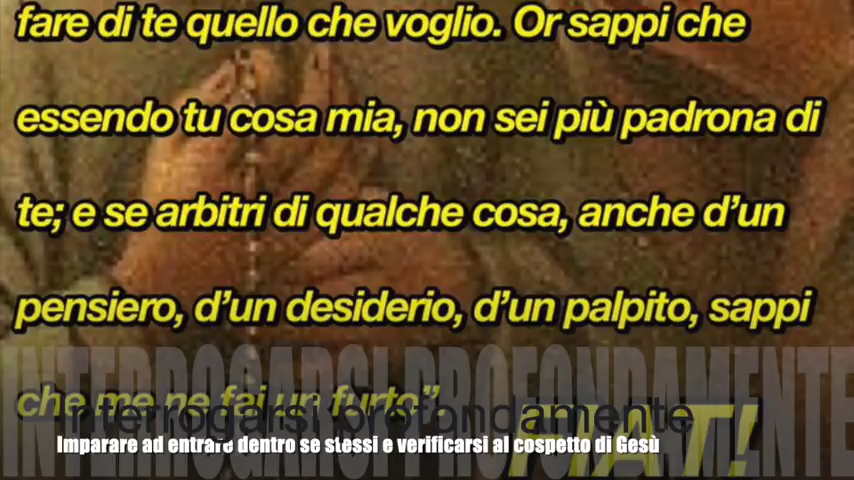 fare di te quello che voglio. Or sappi che
essendo tu cosa mia, non sei più padrona di
te; e se arbitri di qualche cosa, anche d'un
pensiero, d'un desiderio, d'un palpito, sappi
che me ne fai un furto".
INTERROGARSI PROFONDAMENTE
Interrogarsi profondamente
FIAT!
Imparare ad entrare dentro se stessi e verificarsi al cospetto di Gesù